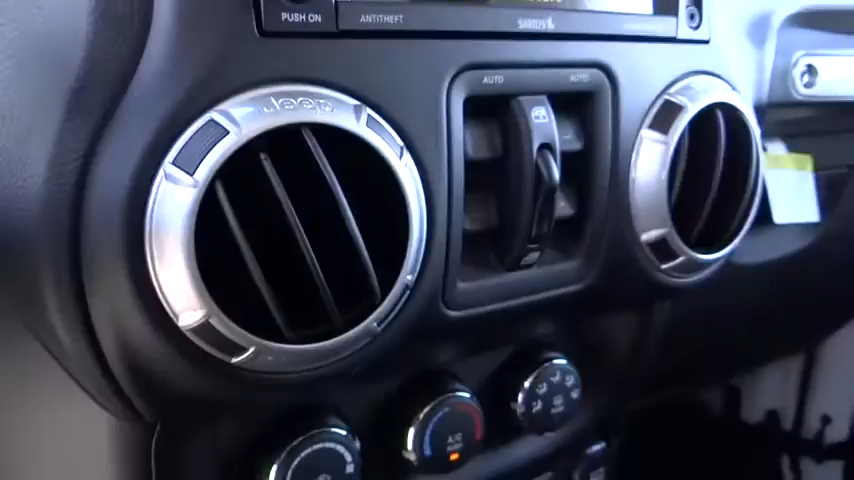 PUSH ON
ANTITHEFT
SIRIUS
AUTO
AUTO
Jeep
A/C